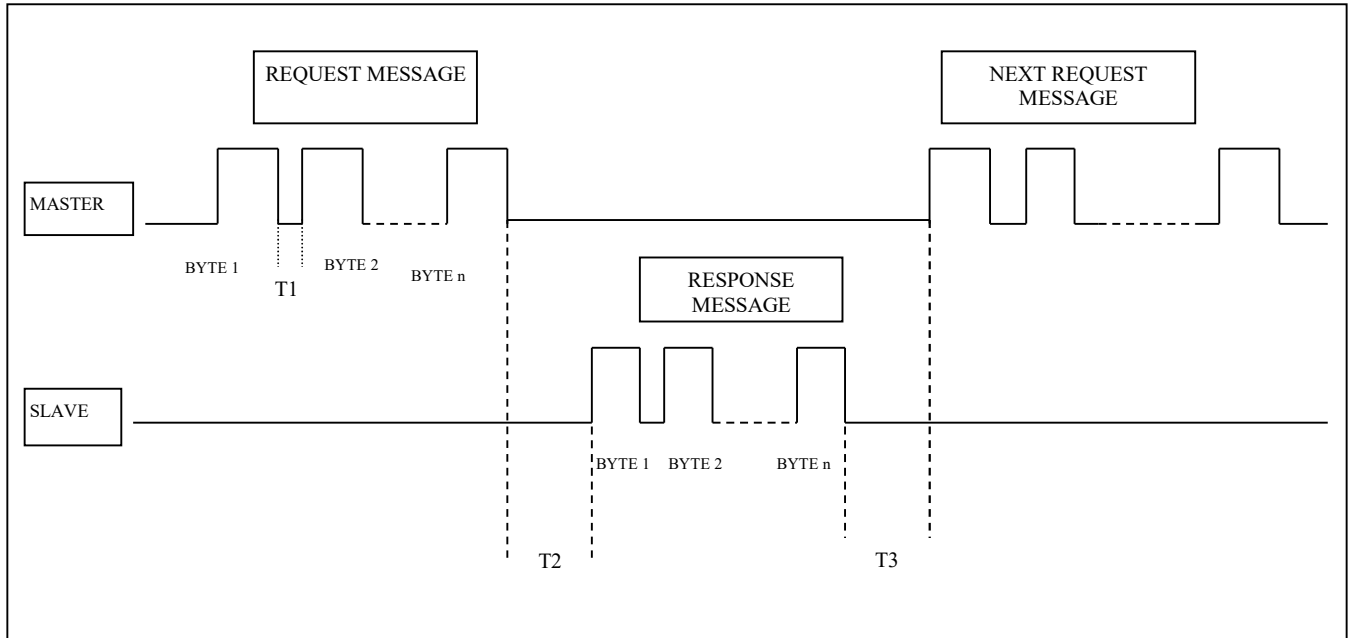 REQUEST MESSAGE
NEXT REQUEST
MESSAGE
MASTER
BYTE 1
T1
BYTE 2
BYTE n
RESPONSE
MESSAGE
SLAVE
BYTE 1
BYTE 2
BYTE n
T2
T3